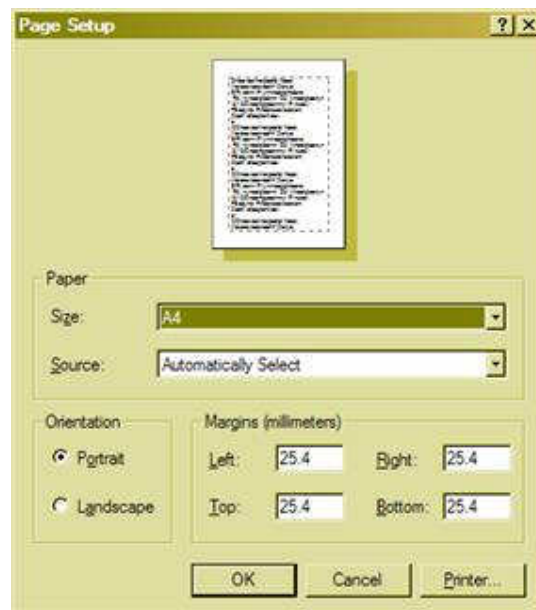 Page Setup
Paper
Size: A4
Source: Automatically Select
Orientation
Portrait
Landscape
Margins (millimeters)
Left: 25.4 Right: 25.4
Top: 25.4 Bottom: 25.4
OK Cancel Printer...